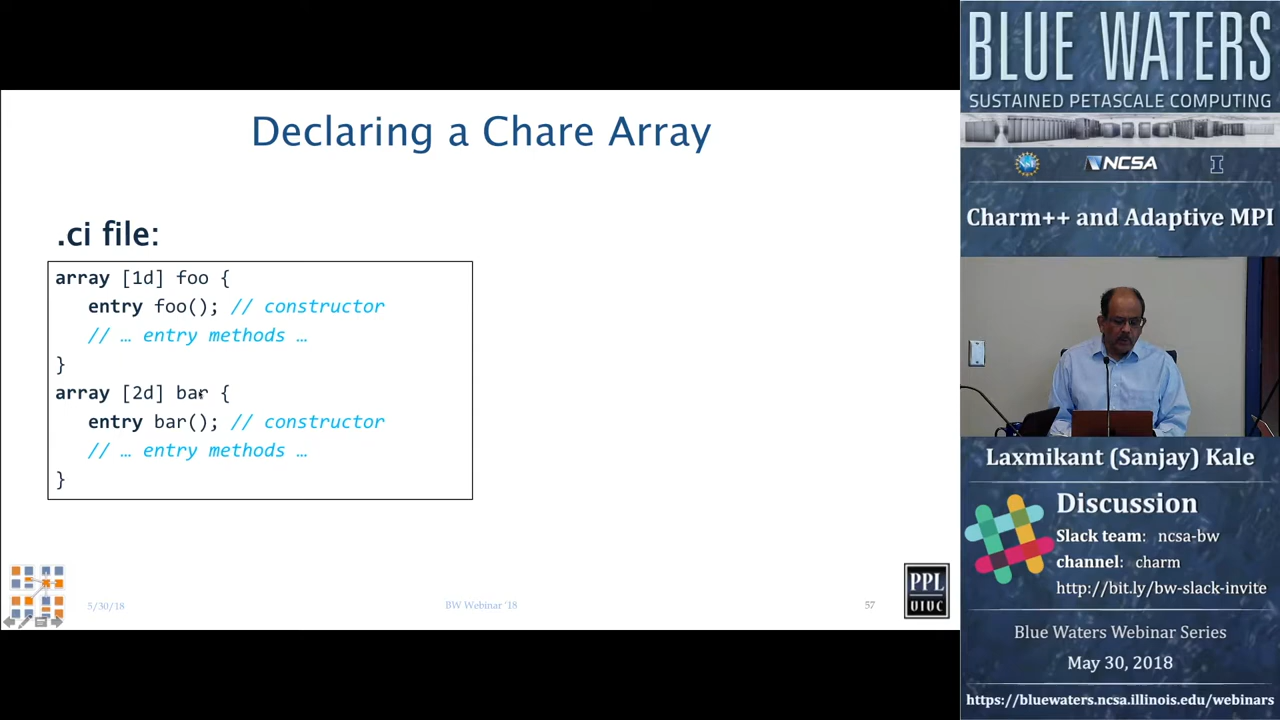 Declaring a Chare Array
.ci file:
array [1d] foo {
entry foo(); // constructor
// … entry methods …
}
array [2d] bar {
entry bar(); // constructor
// … entry methods …
}
5/30/18
BW Webinar '18
57
PPL
UIUC
BLUE WATERS
SUSTAINED PETASCALE COMPUTING
NSF
NCSA
I
Charm++ and Adaptive MPI
Laxmikant (Sanjay) Kale
Discussion
Slack team: ncsa-bw
channel: charm
http://bit.ly/bw-slack-invite
Blue Waters Webinar Series
May 30, 2018
https://bluewaters.ncsa.illinois.edu/webinars